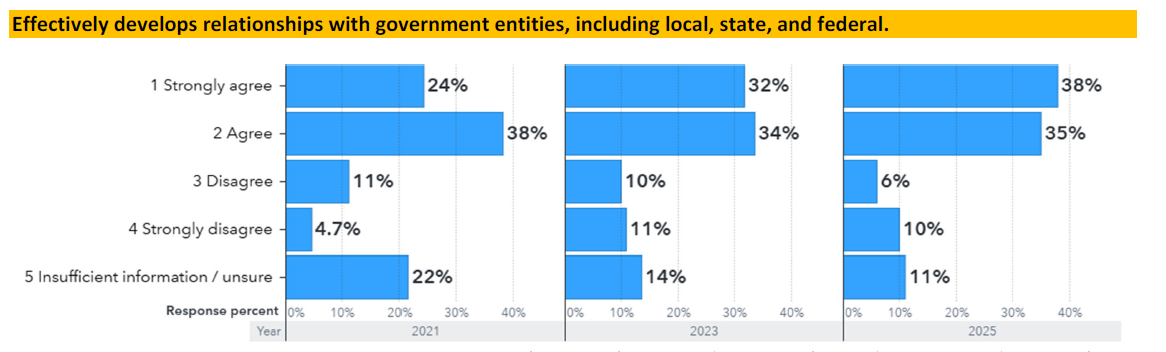 Effectively develops relationships with government entities, including local, state, and federal.
1 Strongly agree 24% 32% 38%
2 Agree 38% 34% 35%
3 Disagree 11% 10% 6%
4 Strongly disagree 4.7% 11% 10%
5 Insufficient information / unsure 22% 14% 11%
Response percent 0% 10% 20% 30% 40% 0% 10% 20% 30% 40% 0% 10% 20% 30% 40%
Year 2021 2023 2025